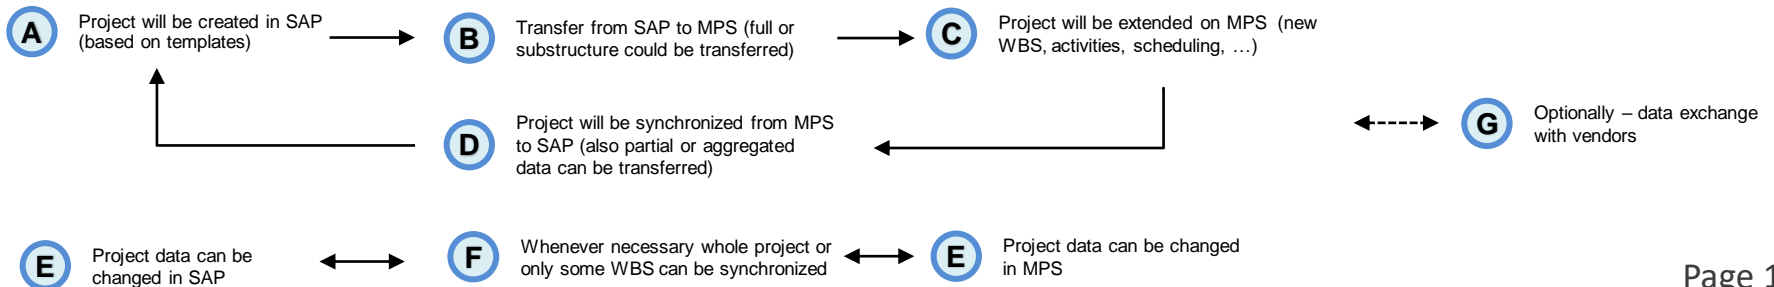 A
Project will be created in SAP
(based on templates)
B
Transfer from SAP to MPS (full or
substructure could be transferred)
C
Project will be extended on MPS (new
WBS, activities, scheduling, …)
D
Project will be synchronized from MPS
to SAP (also partial or aggregated
data can be transferred)
G
Optionally – data exchange
with vendors
E
Project data can be
changed in SAP
F
Whenever necessary whole project or
only some WBS can be synchronized
E
Project data can be changed
in MPS
Page 1